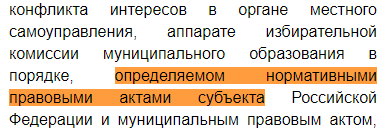 конфликта интересов в органе местного
самоуправления, аппарате избирательной
комиссии муниципального образования в
порядке, определяемом нормативными
правовыми актами субъекта Российской
Федерации и муниципальным правовым актом,